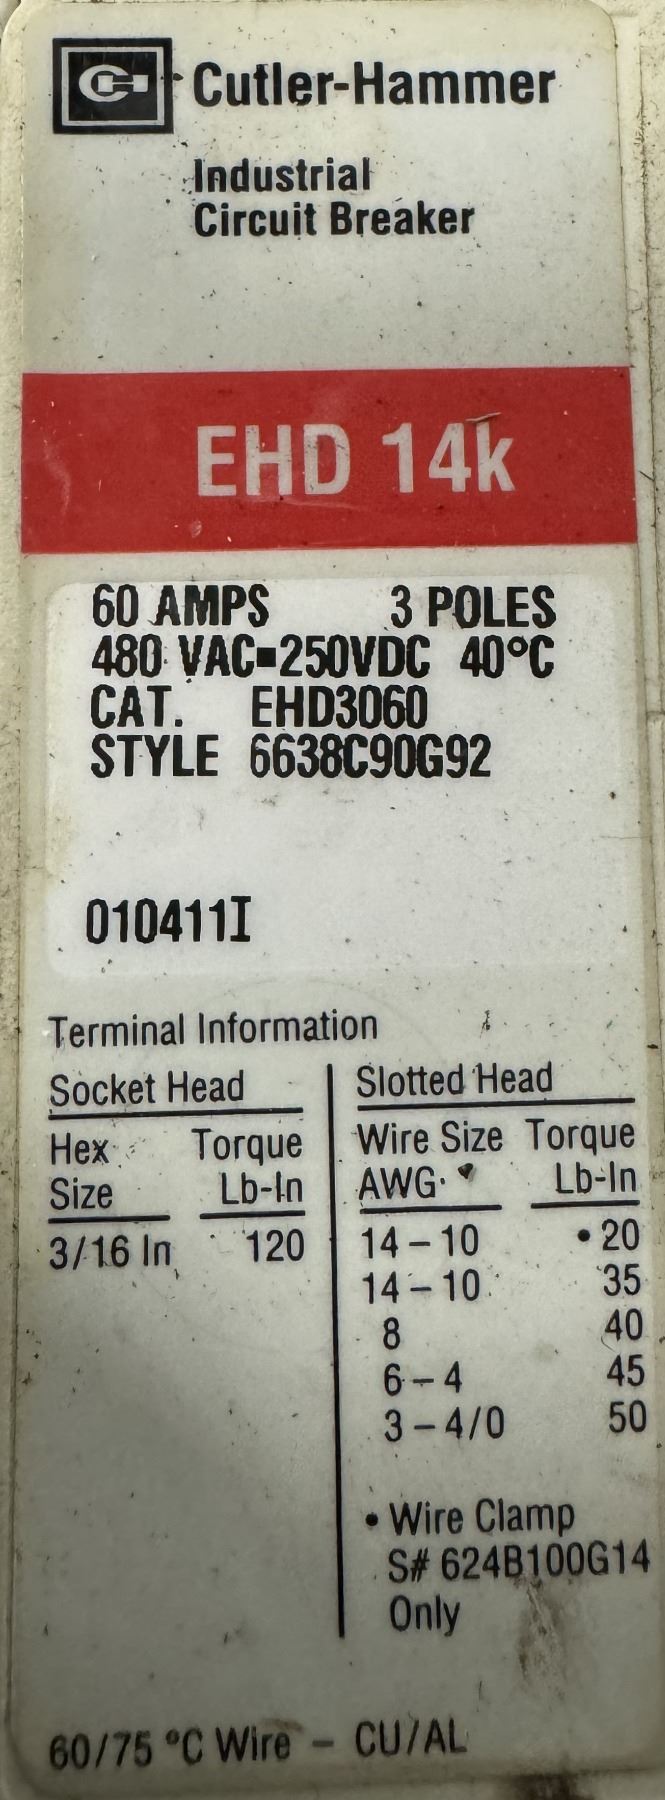 CH Cutler-Hammer
Industrial
Circuit Breaker
EHD 14k
60 AMPS 3 POLES
480 VAC▪250VDC 40°C
CAT. EHD3060
STYLE 6638C90G92
010411I
Terminal Information
Socket Head
Hex Torque
Size Lb-In
3/16 In 120
Slotted Head
Wire Size Torque
AWG Lb-In
14 – 10 • 20
14 – 10 35
8 40
6 – 4 45
3 – 4/0 50
• Wire Clamp
S# 624B100G14
Only
60/75 °C Wire – CU/AL